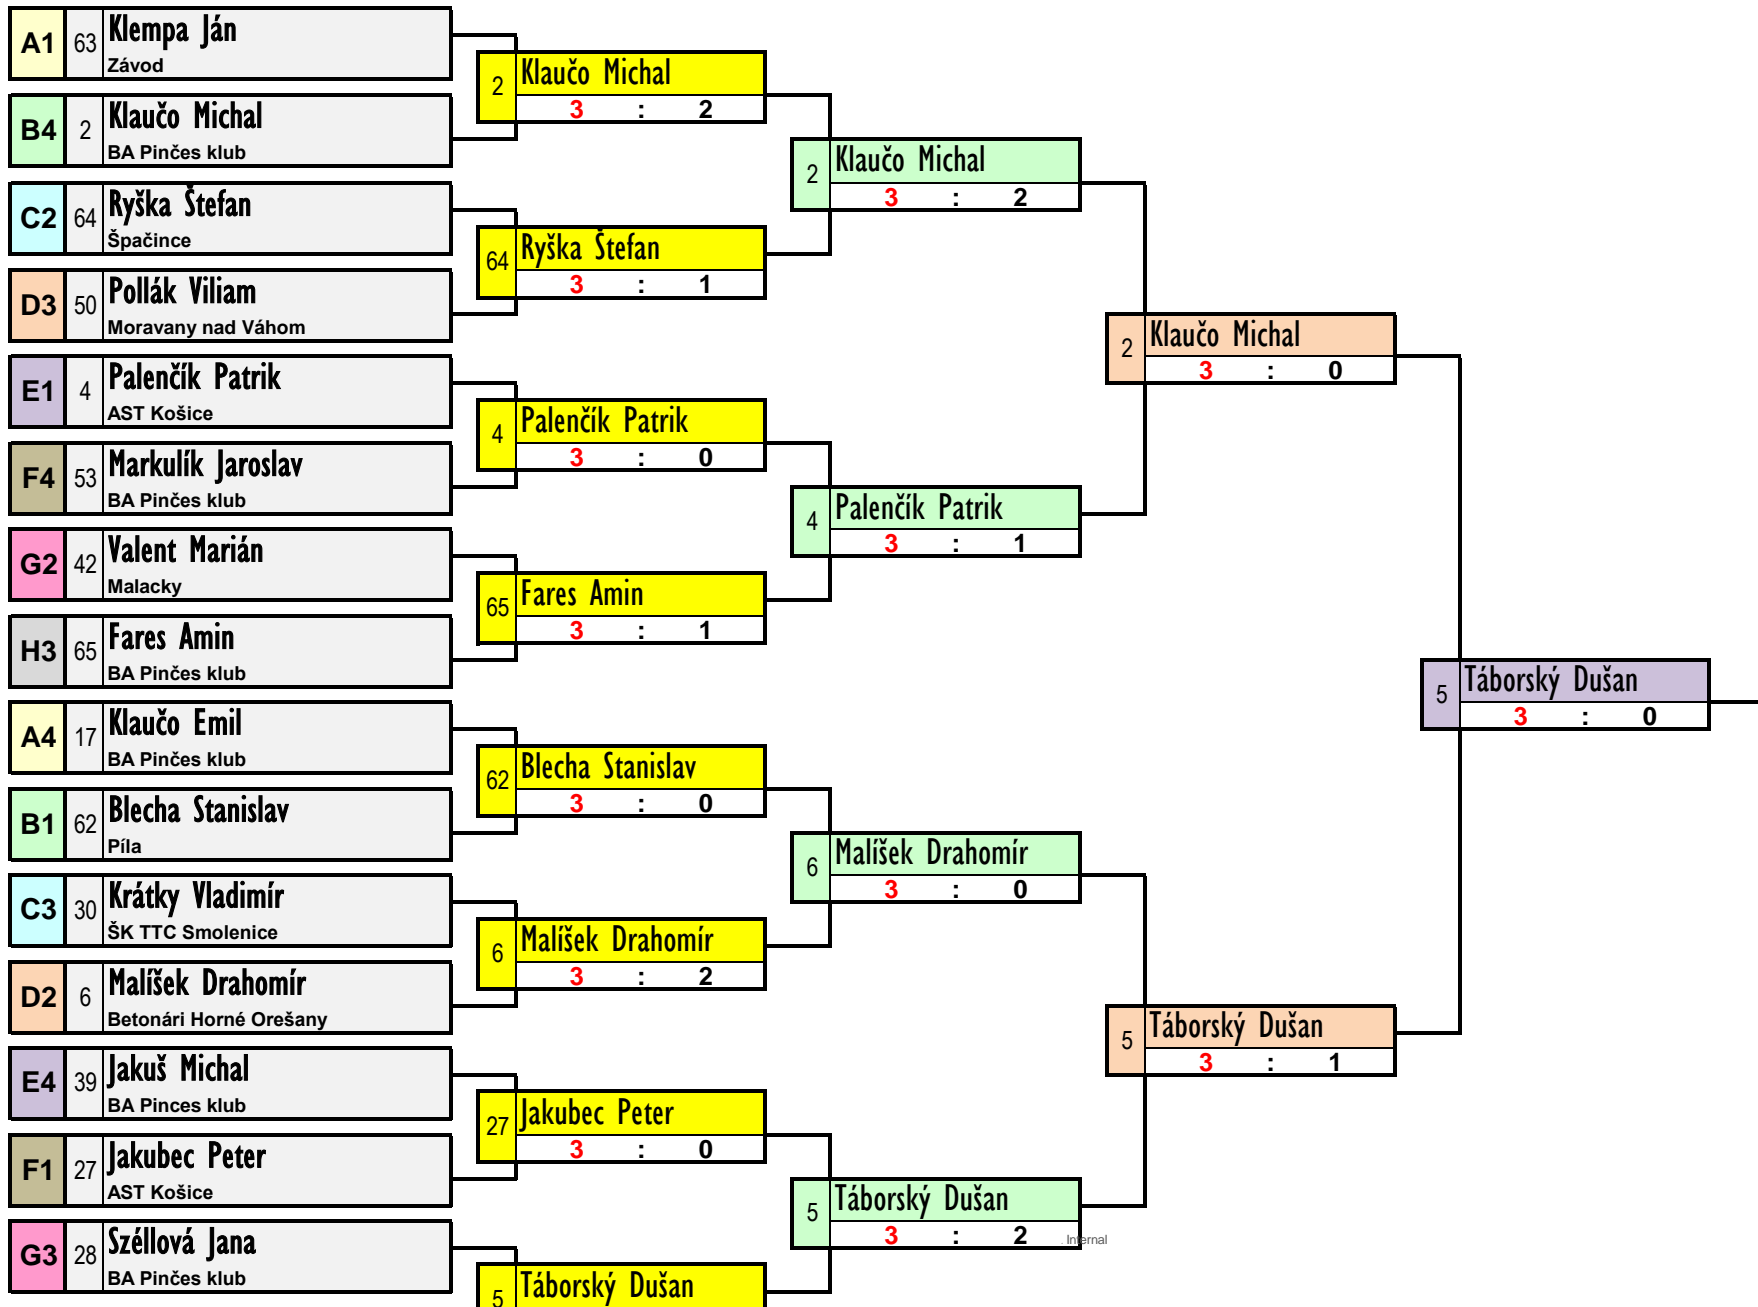 A1 63 Klempa Ján
Závod
B4 2 Klaučo Michal
BA Pinčes klub
C2 64 Ryška Štefan
Špačince
D3 50 Pollák Viliam
Moravany nad Váhom
E1 4 Palenčík Patrik
AST Košice
F4 53 Markulík Jaroslav
BA Pinčes klub
G2 42 Valent Marián
Malacky
H3 65 Fares Amin
BA Pinčes klub
A4 17 Klaučo Emil
BA Pinčes klub
B1 62 Blecha Stanislav
Píla
C3 30 Krátky Vladimír
ŠK TTC Smolenice
D2 6 Malíšek Drahomír
Betonári Horné Orešany
E4 39 Jakuš Michal
BA Pinces klub
F1 27 Jakubec Peter
AST Košice
G3 28 Széllová Jana
BA Pinčes klub
2 Klaučo Michal
3 : 2
64 Ryška Štefan
3 : 1
4 Palenčík Patrik
3 : 0
65 Fares Amin
3 : 1
62 Blecha Stanislav
3 : 0
6 Malíšek Drahomír
3 : 2
27 Jakubec Peter
3 : 0
5 Táborský Dušan
2 Klaučo Michal
3 : 2
4 Palenčík Patrik
3 : 1
6 Malíšek Drahomír
3 : 0
5 Táborský Dušan
3 : 2
Internal
2 Klaučo Michal
3 : 0
5 Táborský Dušan
3 : 1
5 Táborský Dušan
3 : 0